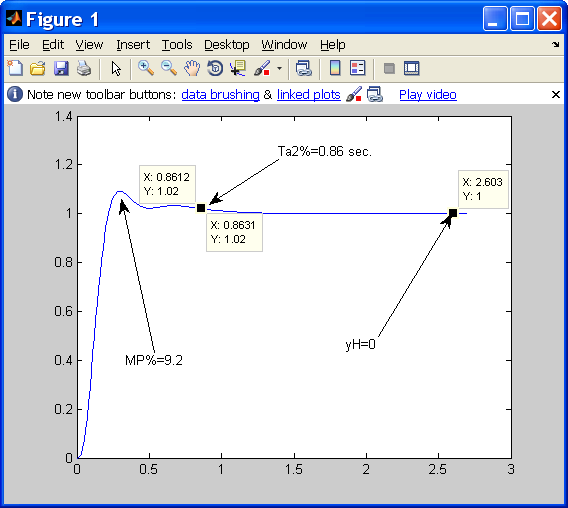 Figure 1
File Edit View Insert Tools Desktop Window Help
Note new toolbar buttons: data brushing & linked plots Play video
1.4
1.2
1
0.8
0.6
0.4
0.2
0
0 0.5 1 1.5 2 2.5 3
Ta2%=0.86 sec.
X: 0.8612
Y: 1.02
X: 2.603
Y: 1
X: 0.8631
Y: 1.02
yH=0
MP%=9.2